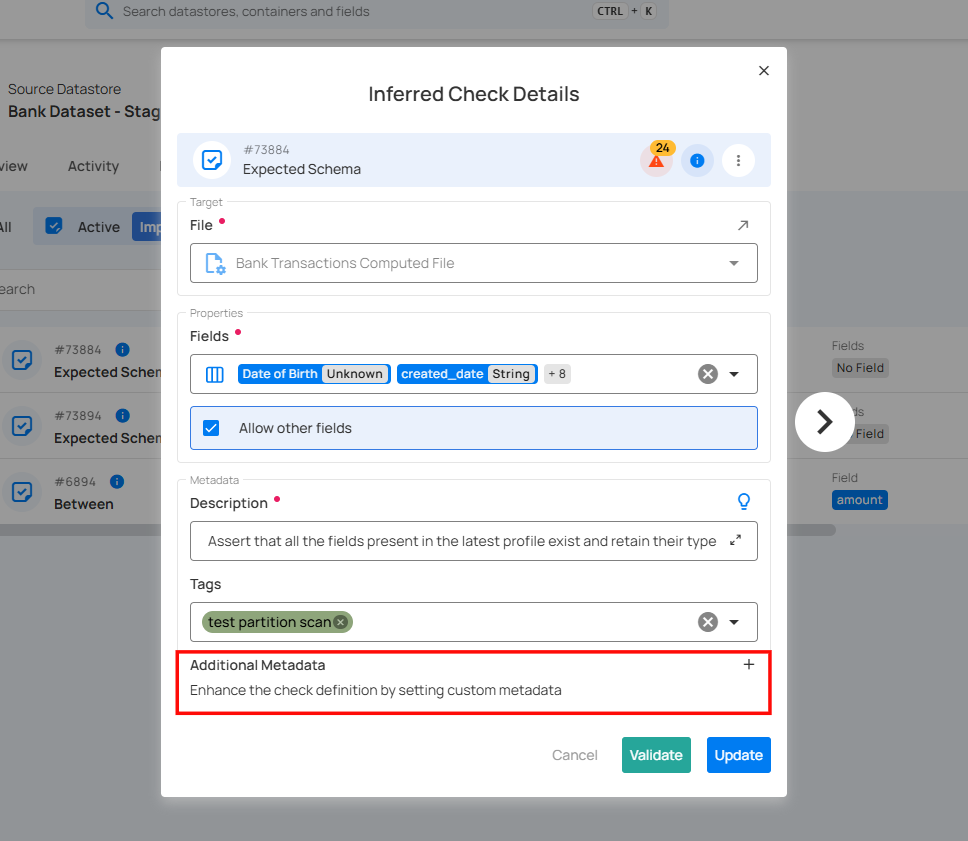 Search datastores, containers and fields CTRL + K
Source Datastore
Bank Dataset - Stag
view Activity
All Active Imp
earch
#73884
Expected Schem
#73894
Expected Schem
#6894
Between
Inferred Check Details
#73884
Expected Schema
24
Target
File
Bank Transactions Computed File
Properties
Fields
Date of Birth Unknown created_date String + 8
Allow other fields
Metadata
Description
Assert that all the fields present in the latest profile exist and retain their type
Tags
test partition scan
Additional Metadata
Enhance the check definition by setting custom metadata
Cancel Validate Update
Fields
No Field
ds
Field
Field
amount